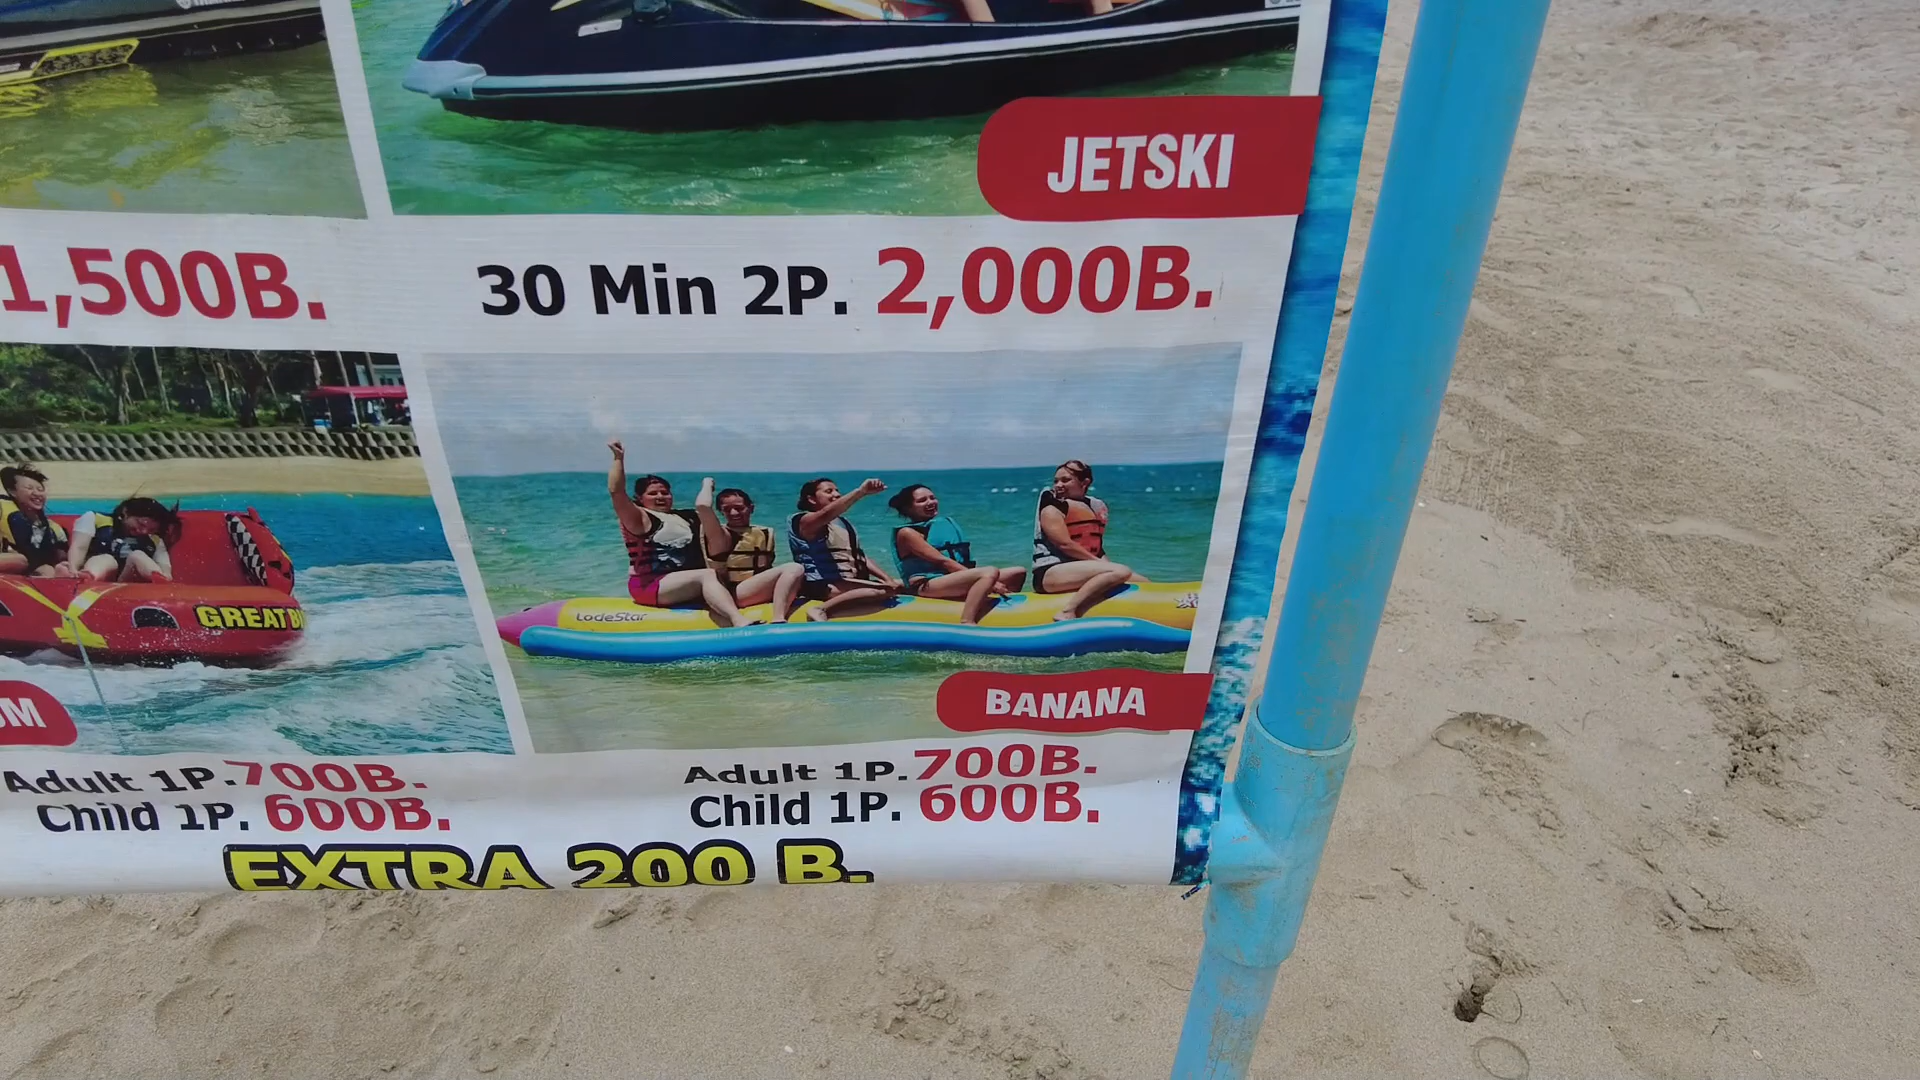 JETSKI
1,500B.
30 Min 2P. 2,000B.
GREAT
LodeStar
BANANA
Adult 1P. 700B.
Child 1P. 600B.
Adult 1P. 700B.
Child 1P. 600B.
EXTRA 200 B.